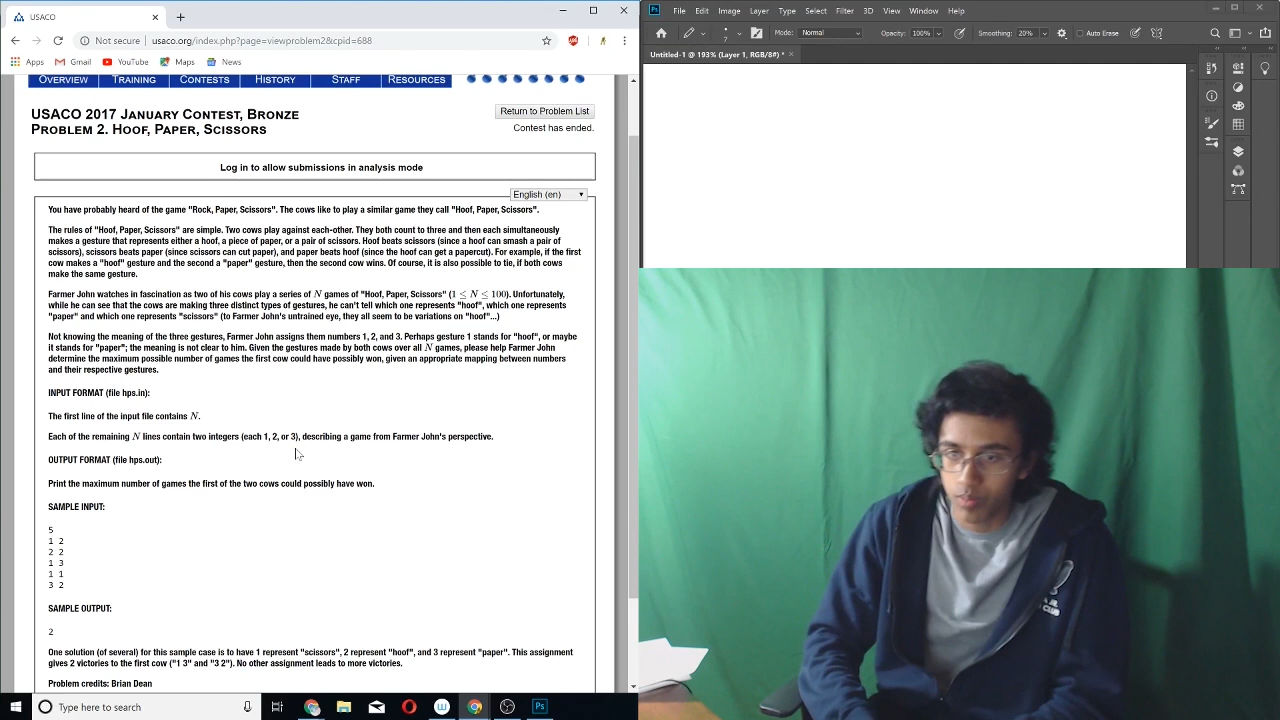 USACO
Not secure | usaco.org/index.php?page=viewproblem2&cpid=688
Apps Gmail YouTube Maps News
OVERVIEW TRAINING CONTESTS HISTORY STAFF RESOURCES
USACO 2017 January Contest, Bronze
Problem 2. Hoof, Paper, Scissors
Return to Problem List
Contest has ended.
Log in to allow submissions in analysis mode
English (en)
You have probably heard of the game "Rock, Paper, Scissors". The cows like to play a similar game they call "Hoof, Paper, Scissors".
The rules of "Hoof, Paper, Scissors" are simple. Two cows play against each-other. They both count to three and then each simultaneously
makes a gesture that represents either a hoof, a piece of paper, or a pair of scissors. Hoof beats scissors (since a hoof can smash a pair of
scissors), scissors beats paper (since scissors can cut paper), and paper beats hoof (since the hoof can get a papercut). For example, if the first
cow makes a "hoof" gesture and the second a "paper" gesture, then the second cow wins. Of course, it is also possible to tie, if both cows
make the same gesture.
Farmer John watches in fascination as two of his cows play a series of N games of "Hoof, Paper, Scissors" (1 ≤ N ≤ 100). Unfortunately,
while he can see that the cows are making three distinct types of gestures, he can't tell which one represents "hoof", which one represents
"paper" and which one represents "scissors" (to Farmer John's untrained eye, they all seem to be variations on "hoof"...)
Not knowing the meaning of the three gestures, Farmer John assigns them numbers 1, 2, and 3. Perhaps gesture 1 stands for "hoof", or maybe
it stands for "paper"; the meaning is not clear to him. Given the gestures made by both cows over all N games, please help Farmer John
determine the maximum possible number of games the first cow could have possibly won, given an appropriate mapping between numbers
and their respective gestures.
INPUT FORMAT (file hps.in):
The first line of the input file contains N.
Each of the remaining N lines contain two integers (each 1, 2, or 3), describing a game from Farmer John's perspective.
OUTPUT FORMAT (file hps.out):
Print the maximum number of games the first of the two cows could possibly have won.
SAMPLE INPUT:
5
1 2
2 2
1 3
1 1
3 2
SAMPLE OUTPUT:
2
One solution (of several) for this sample case is to have 1 represent "scissors", 2 represent "hoof", and 3 represent "paper". This assignment
gives 2 victories to the first cow ("1 3" and "3 2"). No other assignment leads to more victories.
Problem credits: Brian Dean
Type here to search
Ps File Edit Image Layer Type Select Filter 3D View Window Help
7 Mode: Normal Opacity: 100% Smoothing: 20% Auto Erase
Untitled-1 @ 193% (Layer 1, RGB/8#) *
CLUB
Ps